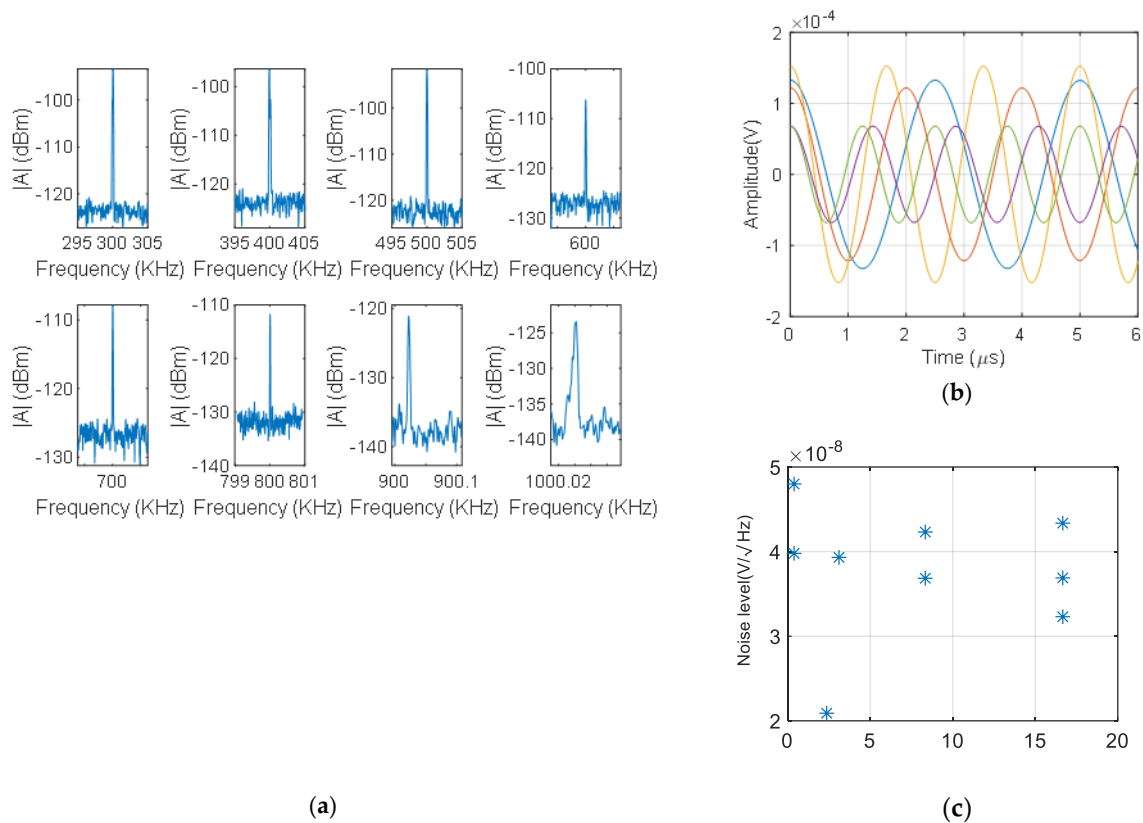 |A| (dBm)
-100
-110
-120
295 300 305
Frequency (KHz)
|A| (dBm)
-100
-110
-120
395 400 405
Frequency (KHz)
|A| (dBm)
-100
-110
-120
495 500 505
Frequency (KHz)
|A| (dBm)
-100
-110
-120
-130
600
Frequency (KHz)
|A| (dBm)
-110
-120
-130
700
Frequency (KHz)
|A| (dBm)
-110
-120
-130
-140
799 800 801
Frequency (KHz)
|A| (dBm)
-120
-130
-140
900 900.1
Frequency (KHz)
|A| (dBm)
-125
-130
-135
-140
1000.02
Frequency (KHz)
(a)
×10-4
2
1
0
-1
-2
Amplitude(V)
0 1 2 3 4 5 6
Time (μs)
(b)
×10-8
5
4
3
2
Noise level(V/√Hz)
0 5 10 15 20
(c)